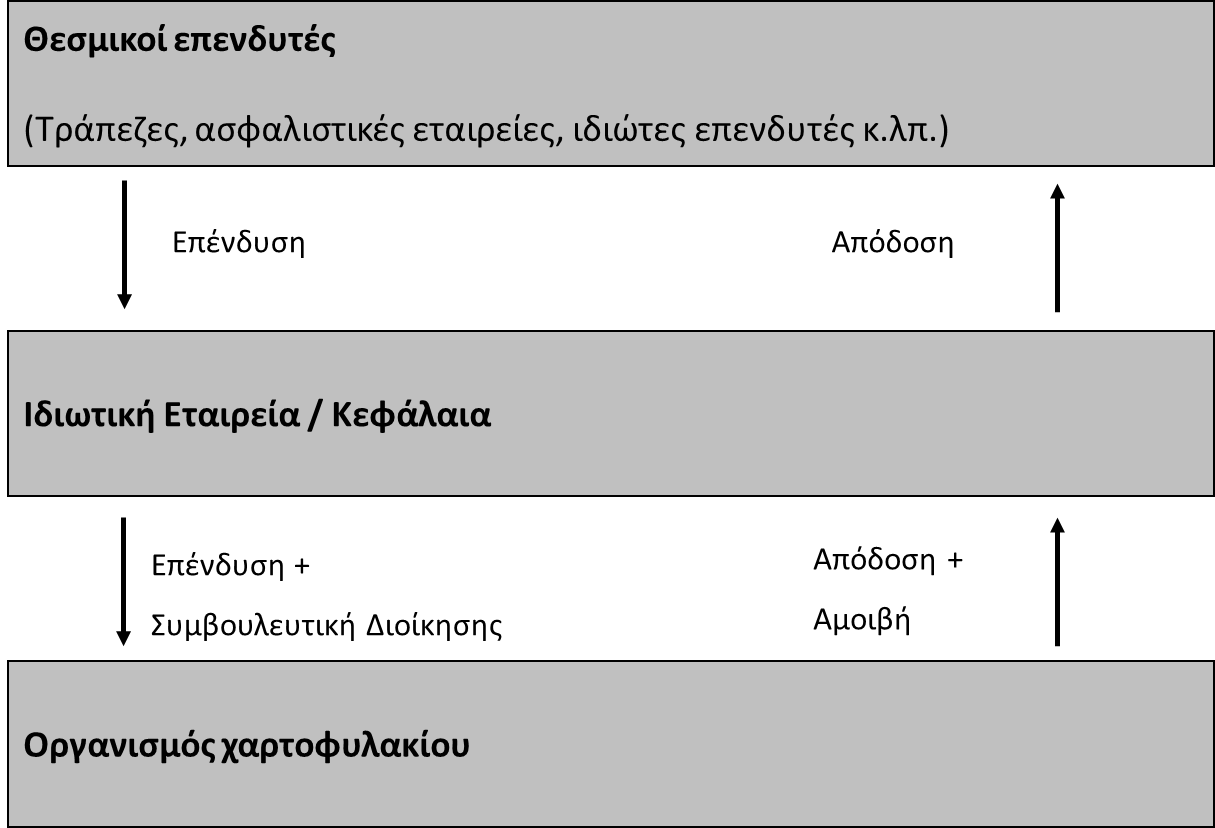 Θεσμικοί επενδυτές
(Τράπεζες, ασφαλιστικές εταιρείες, ιδιώτες επενδυτές κ.λπ.)
Επένδυση
Απόδοση
Ιδιωτική Εταιρεία / Κεφάλαια
Επένδυση +
Συμβουλευτική Διοίκησης
Απόδοση +
Αμοιβή
Οργανισμός χαρτοφυλακίου